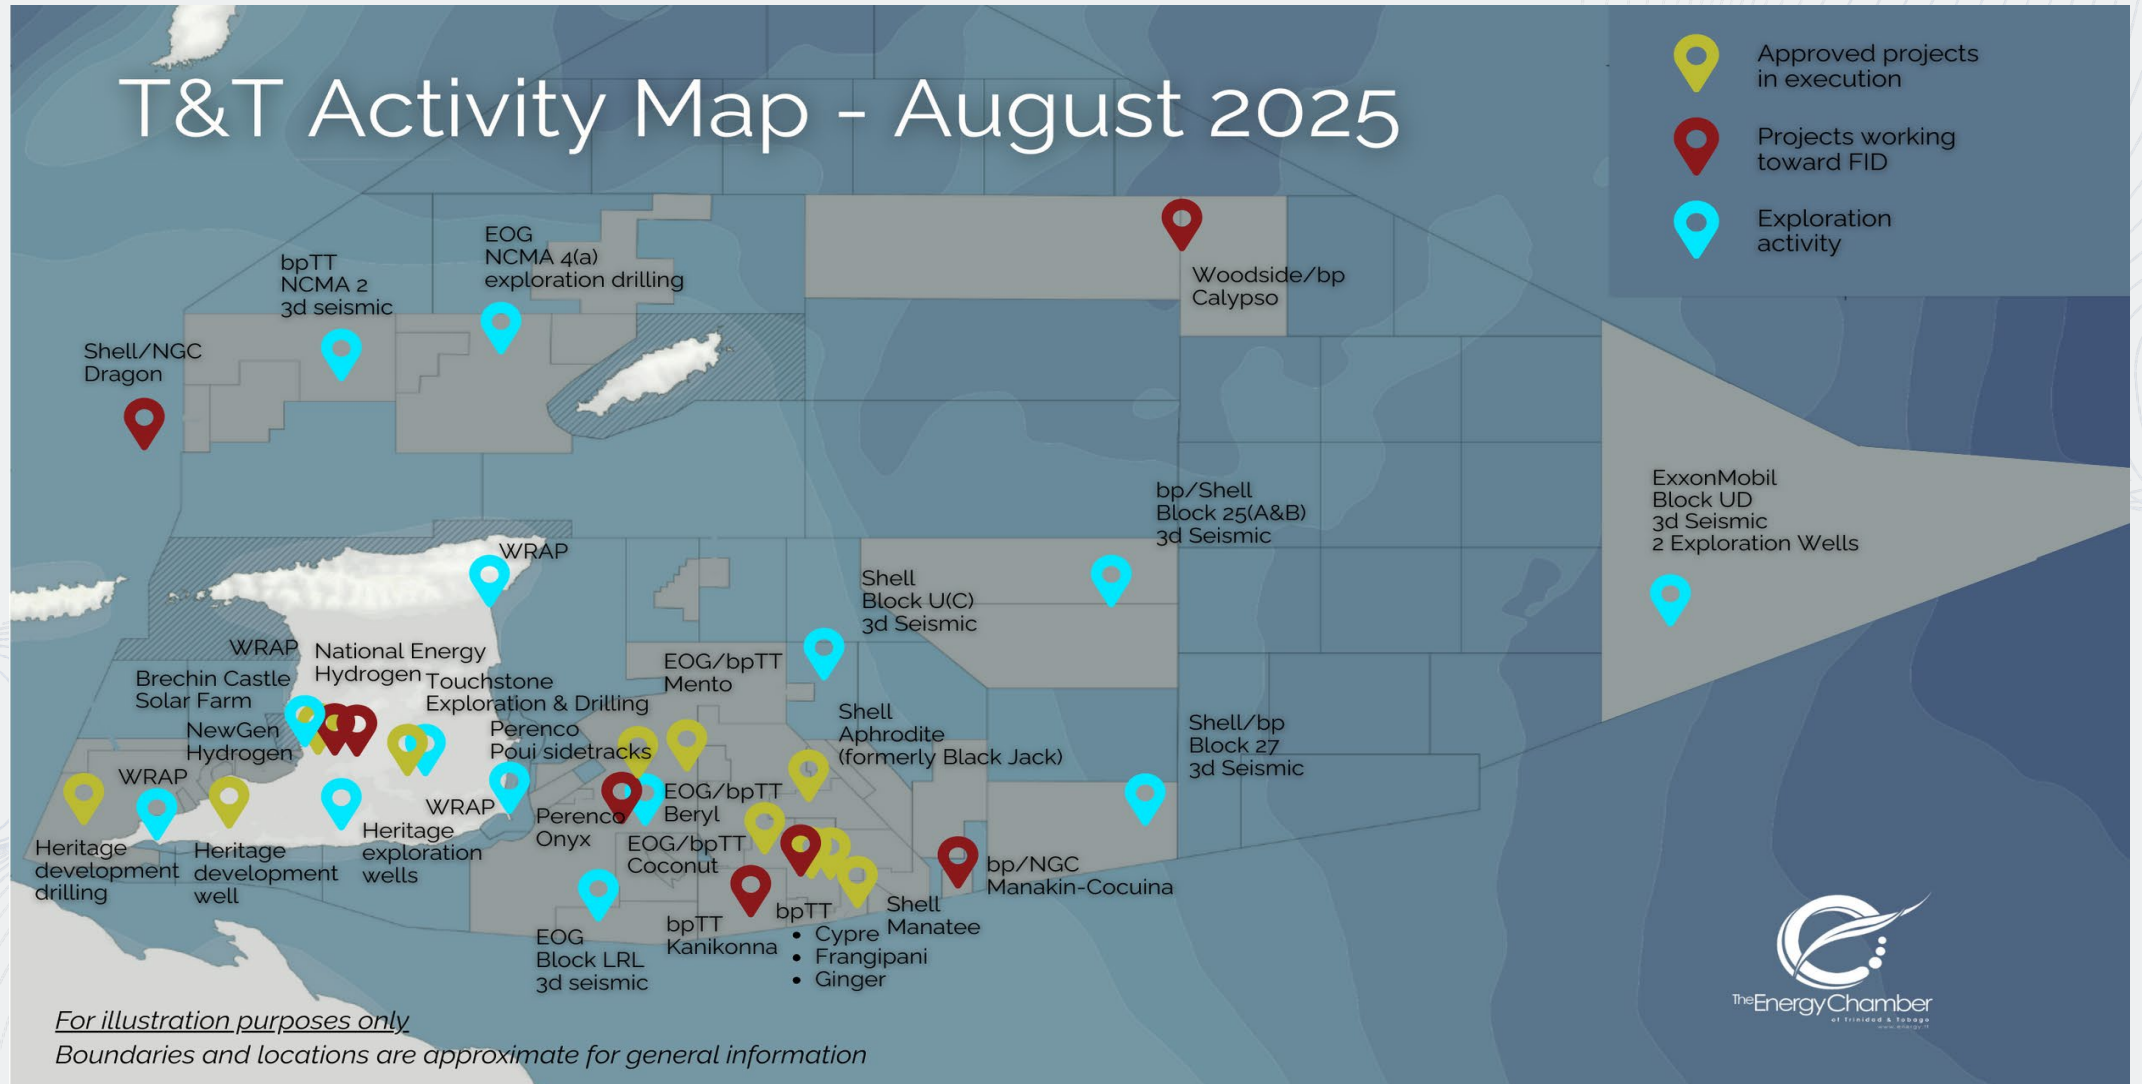 T&T Activity Map - August 2025
Approved projects
in execution
Projects working
toward FID
Exploration
activity
EOG
NCMA 4(a)
exploration drilling
bpTT
NCMA 2
3d seismic
Woodside/bp
Calypso
Shell/NGC
Dragon
ExxonMobil
Block UD
3d Seismic
2 Exploration Wells
bp/Shell
Block 25(A&B)
3d Seismic
WRAP
Shell
Block U(C)
3d Seismic
WRAP
National Energy
Hydrogen
EOG/bpTT
Mento
Brechin Castle
Solar Farm
Touchstone
Exploration & Drilling
Shell
Aphrodite
(formerly Black Jack)
Shell/bp
Block 27
3d Seismic
NewGen
Hydrogen
Perenco
Poui sidetracks
WRAP
EOG/bpTT
Beryl
WRAP
Perenco
Onyx
Heritage
exploration
wells
EOG/bpTT
Coconut
Heritage
development
drilling
Heritage
development
well
bp/NGC
Manakin-Cocuina
Shell
Manatee
bpTT
Kanikonna
bpTT
• Cypre
• Frangipani
• Ginger
EOG
Block LRL
3d seismic
For illustration purposes only
Boundaries and locations are approximate for general information
The Energy Chamber
of Trinidad & Tobago
www.energy.tt